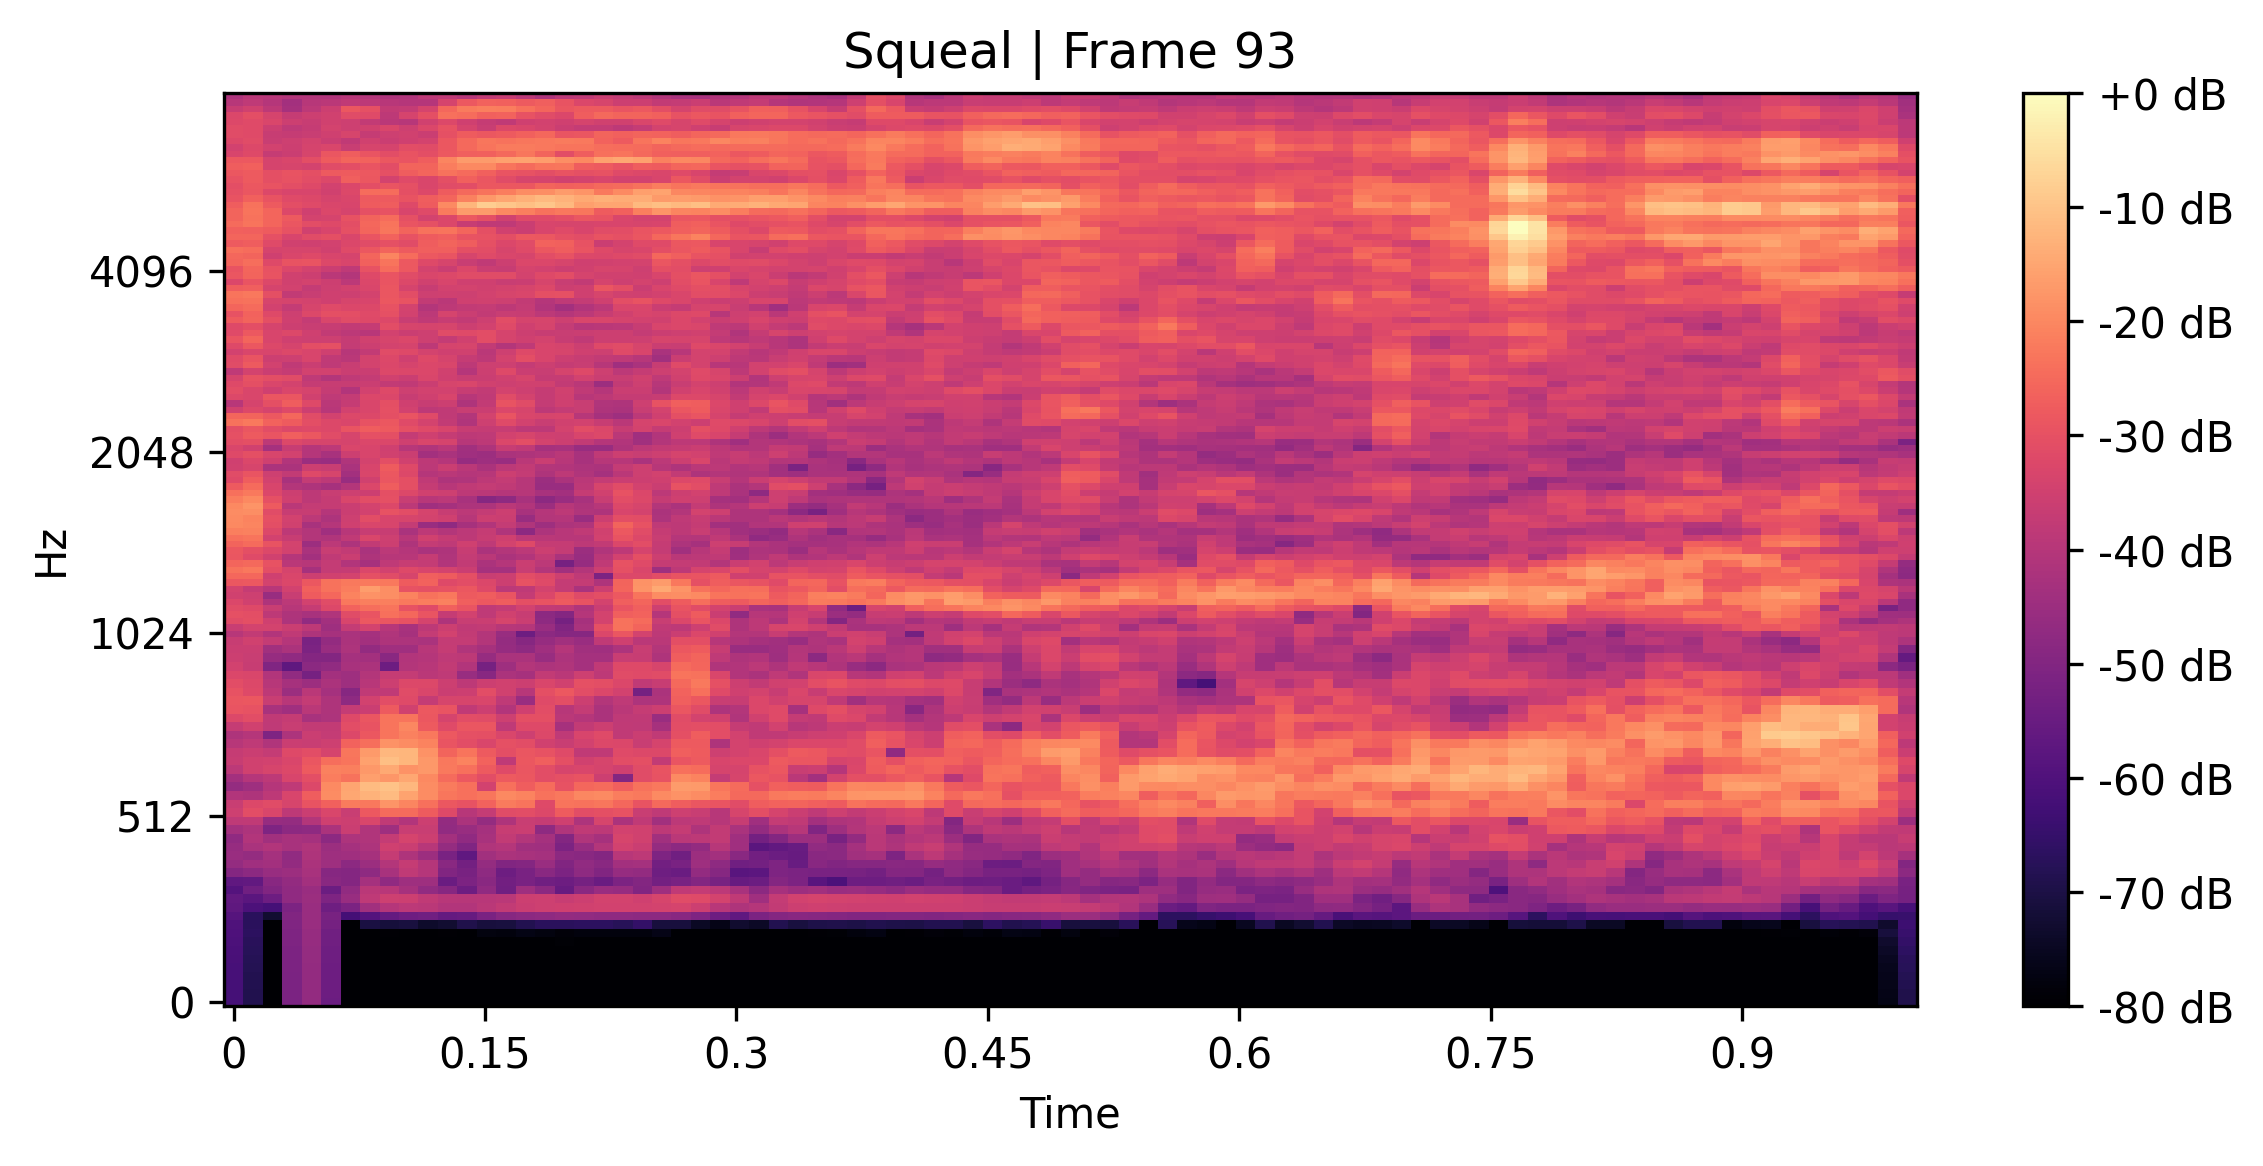 Squeal | Frame 93
Hz
4096
2048
1024
512
0
0 0.15 0.3 0.45 0.6 0.75 0.9
Time
+0 dB
-10 dB
-20 dB
-30 dB
-40 dB
-50 dB
-60 dB
-70 dB
-80 dB